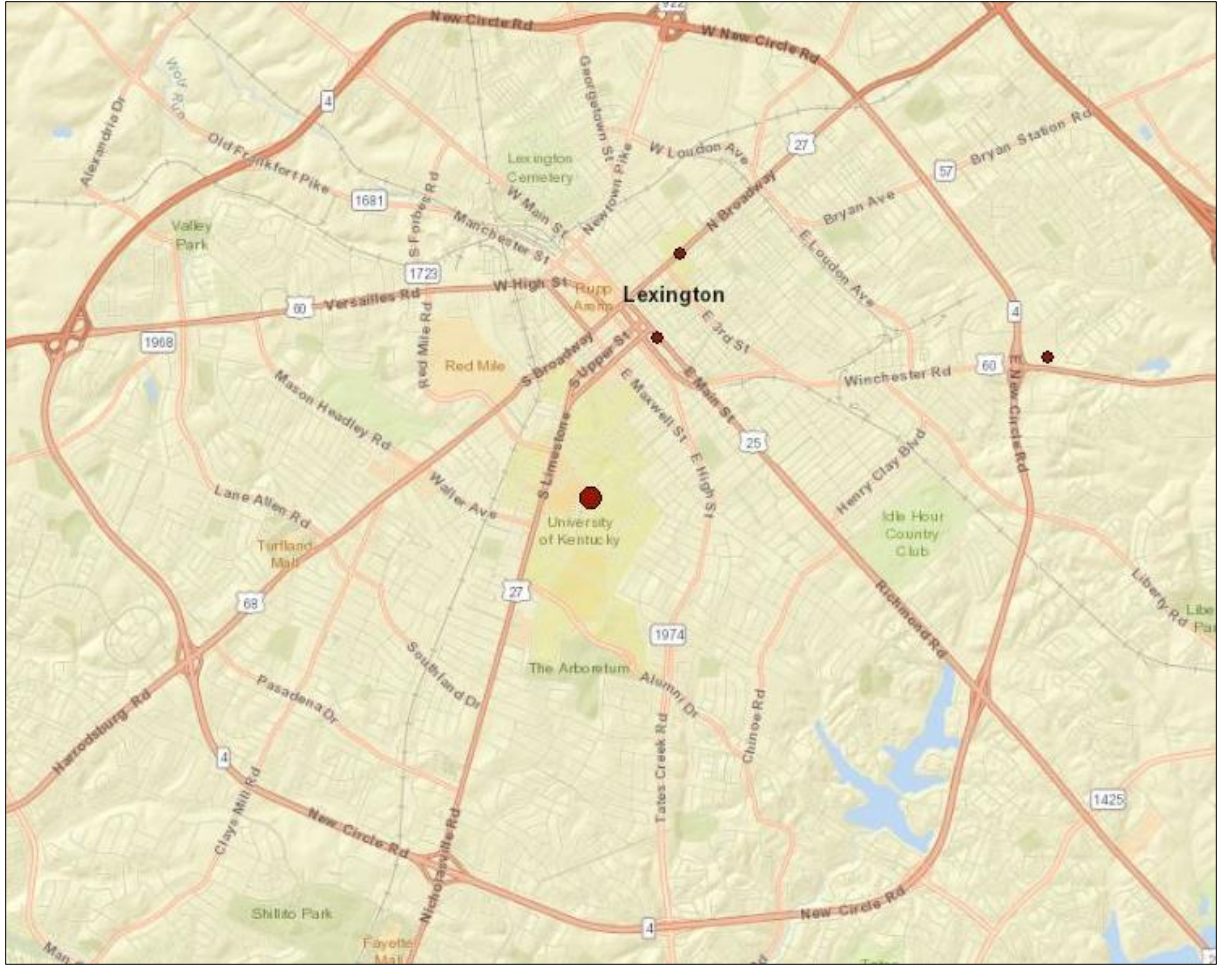 922
New Circle Rd
W New Circle Rd
Wolf Run
Georgetown St
4
Alexandria Dr
27
Bryan Station Rd
Old Frankfort Pike
Lexington
Cemetery
W Loudon Ave
Newtown Pike
57
S Forbes Rd
1681
W Main St
N Broadway
Bryan Ave
Valley
Park
Manchester St
E Loudon Ave
1723
W High St
Rupp
Arena
Lexington
60
Versailles Rd
4
1968
Red Mile Rd
E 3rd St
S Upper St
S Broadway
Red Mile
E Main St
Winchester Rd
60
E New Circle Rd
Mason Headley Rd
E Maxwell St
25
S Limestone
E High St
Henry Clay Blvd
Lane Allen Rd
Waller Ave
University
of Kentucky
Idle Hour
Country
Club
Turfland
Mall
27
68
Richmond Rd
Liberty Rd
1974
Southland Dr
The Arboretum
Alumni Dr
Pasadena Dr
Harrodsburg Rd
Chinoe Rd
4
Tates Creek Rd
1425
Clays Mill Rd
New Circle Rd
Nicholasville Rd
Shillito Park
4
New Circle Rd
Fayette
Mall